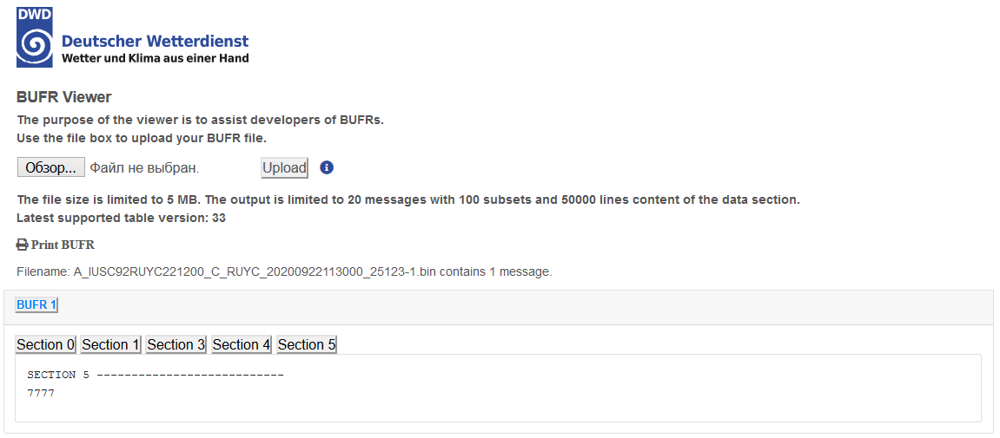 DWD
Deutscher Wetterdienst
Wetter und Klima aus einer Hand
BUFR Viewer
The purpose of the viewer is to assist developers of BUFRs.
Use the file box to upload your BUFR file.
Обзор... Файл не выбран. Upload i
The file size is limited to 5 MB. The output is limited to 20 messages with 100 subsets and 50000 lines content of the data section.
Latest supported table version: 33
Print BUFR
Filename: A_IUSC92RUYC221200_C_RUYC_20200922113000_25123-1.bin contains 1 message.
BUFR 1
Section 0 Section 1 Section 3 Section 4 Section 5
SECTION 5 ---------------------------
7777